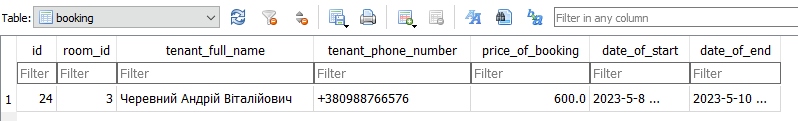 Table: booking Filter in any column
id room_id tenant_full_name tenant_phone_number price_of_booking date_of_start date_of_end
Filter Filter Filter Filter Filter Filter Filter
1 24 3 Черевний Андрій Віталійович +380988766576 600.0 2023-5-8 ... 2023-5-10 ...